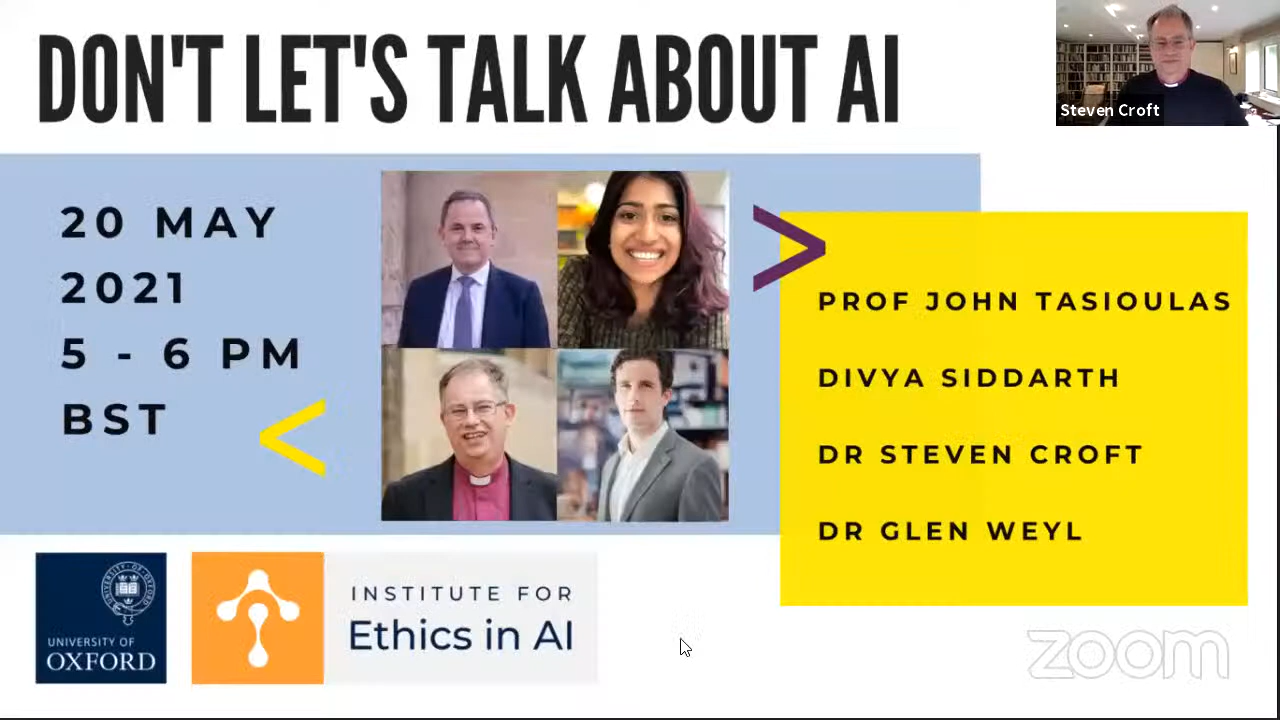 DON'T LET'S TALK ABOUT AI
Steven Croft
20 MAY
2021
5 - 6 PM
BST
>
<
PROF JOHN TASIOULAS
DIVYA SIDDARTH
DR STEVEN CROFT
DR GLEN WEYL
UNIVERSITY OF
OXFORD
INSTITUTE FOR
Ethics in AI
zoom